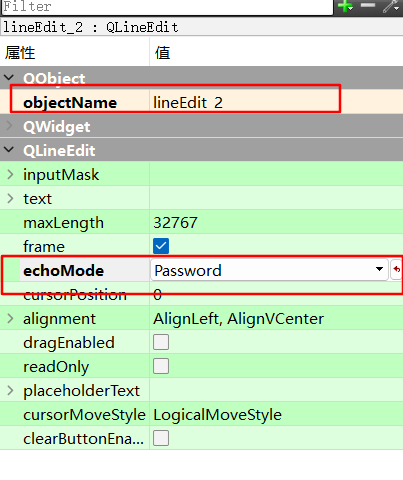 Filter
lineEdit_2 : QLineEdit
属性 值
QObject
objectName lineEdit_2
QWidget
QLineEdit
inputMask
text
maxLength 32767
frame
echoMode Password
cursorPosition 0
alignment AlignLeft, AlignVCenter
dragEnabled
readOnly
placeholderText
cursorMoveStyle LogicalMoveStyle
clearButtonEna...